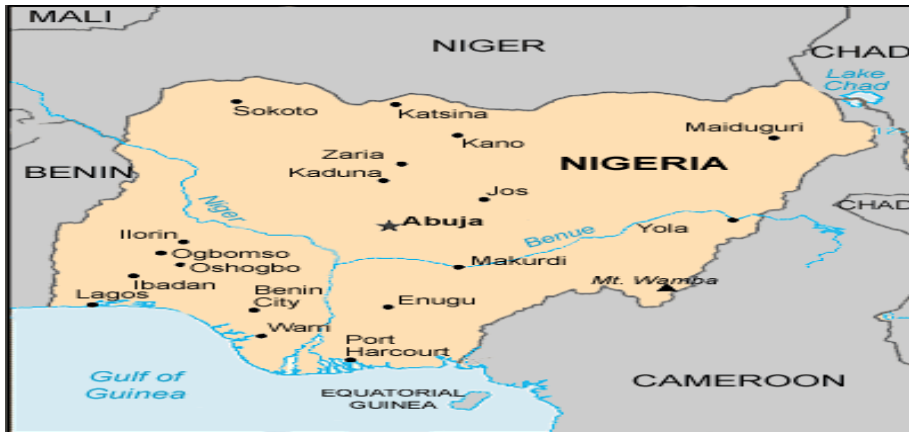 MALI
NIGER
CHAD
Lake
Chad
Sokoto
Katsina
Kano
Maiduguri
Zaria
NIGERIA
BENIN
Kaduna
Jos
CHAD
Niger
Abuja
Yola
Benue
Ilorin
Ogbomso
Oshogbo
Makurdi
Ibadan
Mt. Wamba
Lagos
Benin
City
Enugu
Warri
Port
Harcourt
Gulf of
Guinea
EQUATORIAL
GUINEA
CAMEROON